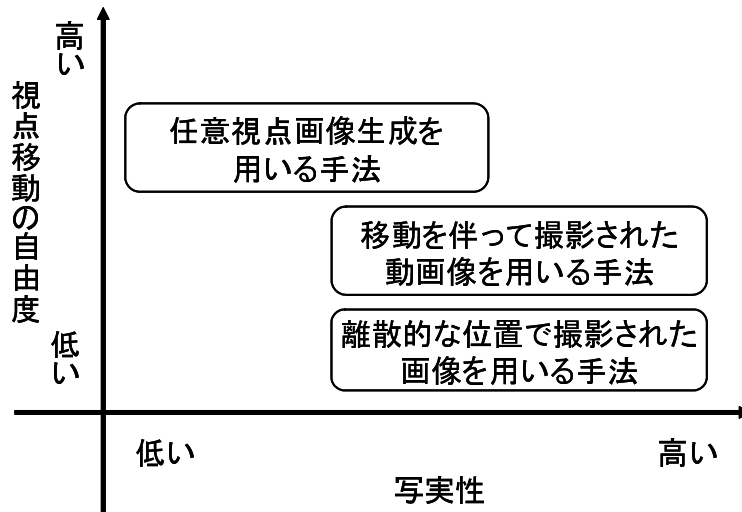 高い
視点移動の自由度
低い
任意視点画像生成を
用いる手法
移動を伴って撮影された
動画像を用いる手法
離散的な位置で撮影された
画像を用いる手法
低い
高い
写実性